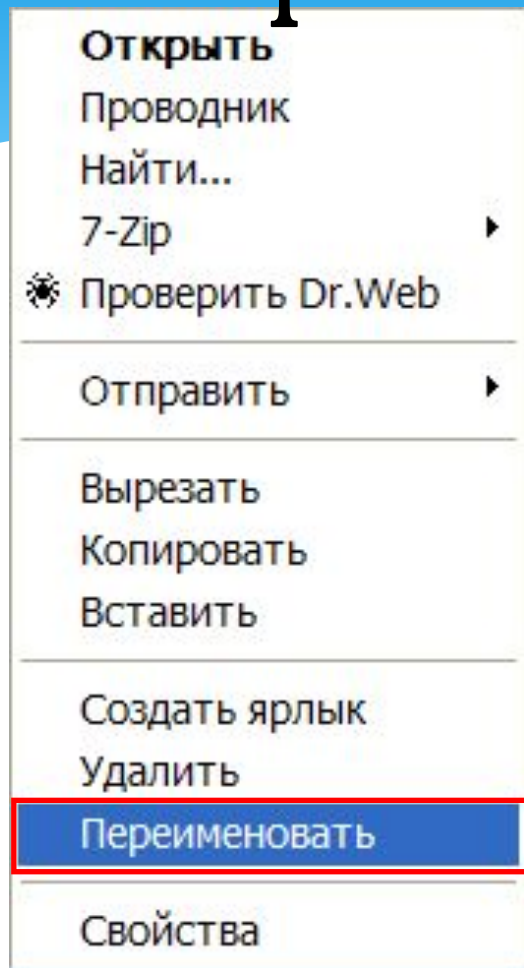 Открыть
Проводник
Найти...
7-Zip
Проверить Dr.Web
Отправить
Вырезать
Копировать
Вставить
Создать ярлык
Удалить
Переименовать
Свойства